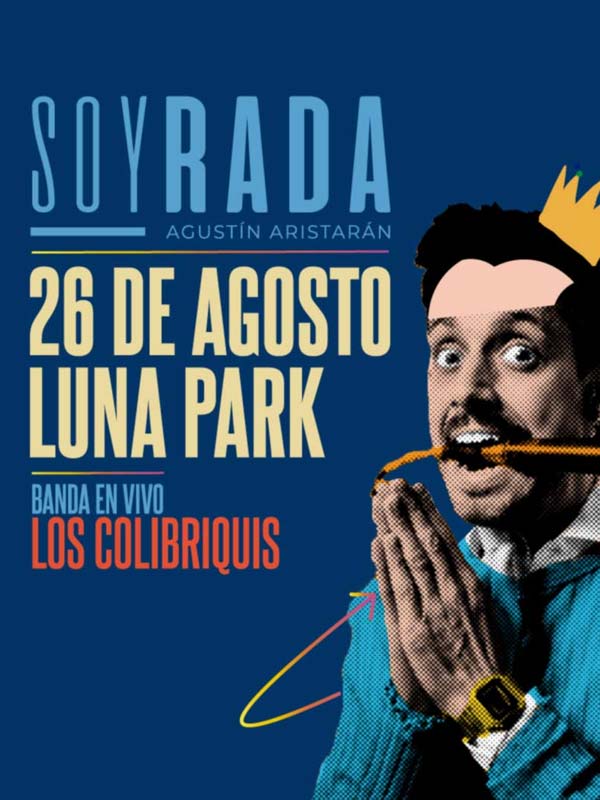 SOYRADA
AGUSTÍN ARISTARÁN
26 DE AGOSTO
LUNA PARK
BANDA EN VIVO
LOS COLIBRIQUIS